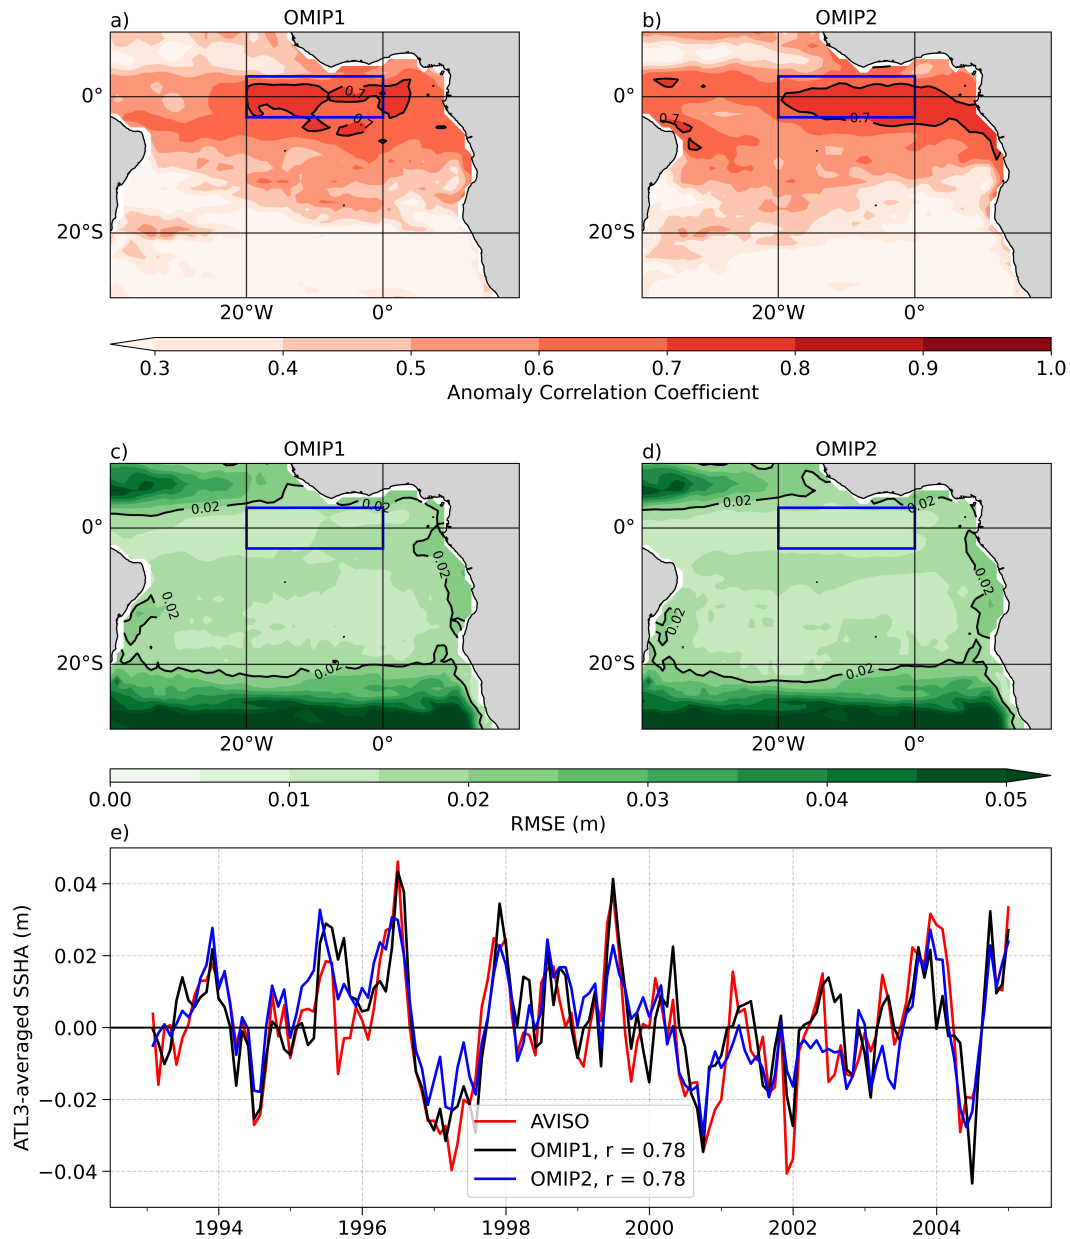 a) OMIP1 b) OMIP2
0.7
0.7
0.7
0.7
0° 0°
20°S 20°S
20°W 0° 20°W 0°
0.3 0.4 0.5 0.6 0.7 0.8 0.9 1.0
Anomaly Correlation Coefficient
c) OMIP1 d) OMIP2
0.02 0.02 0.02 0.02
0° 0°
0.02 0.02
0.02 0.02
20°S 20°S
0.02 0.02
20°W 0° 20°W 0°
0.00 0.01 0.02 0.03 0.04 0.05
RMSE (m)
e)
ATL3-averaged SSHA (m)
0.04
0.02
0.00
−0.02
−0.04
AVISO
OMIP1, r = 0.78
OMIP2, r = 0.78
1994 1996 1998 2000 2002 2004